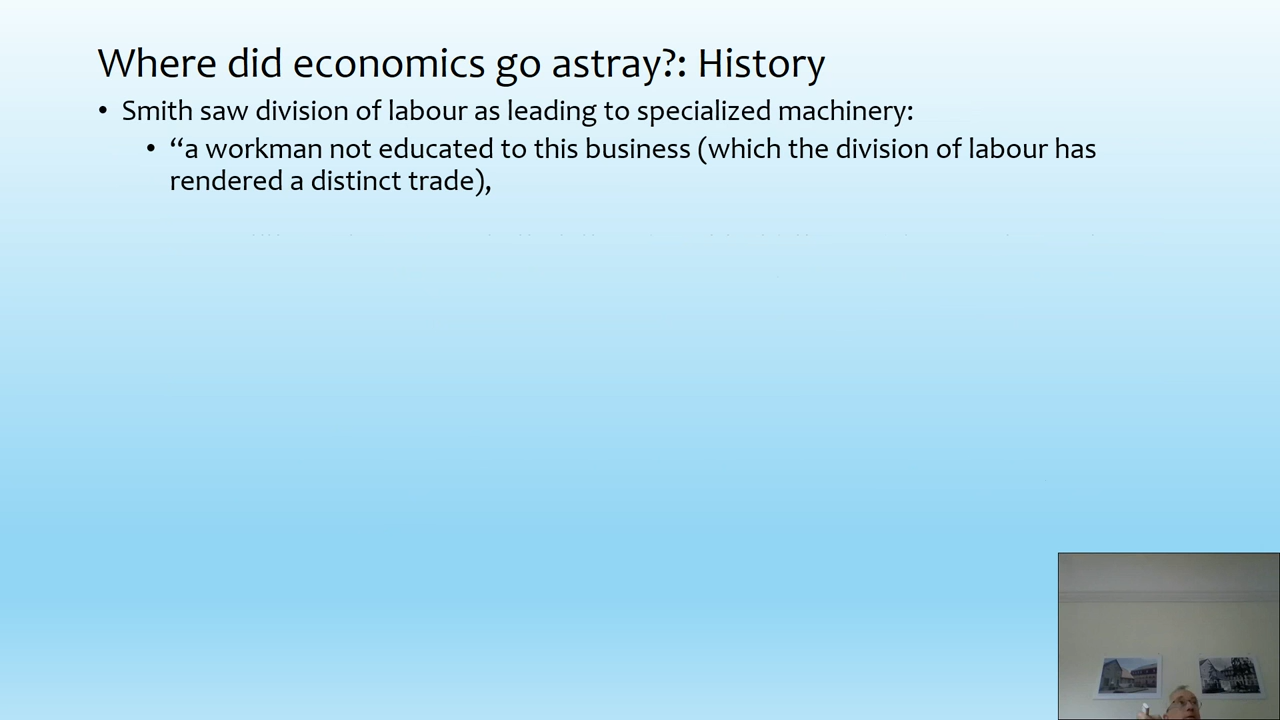 Where did economics go astray?: History
• Smith saw division of labour as leading to specialized machinery:
• “a workman not educated to this business (which the division of labour has
rendered a distinct trade),